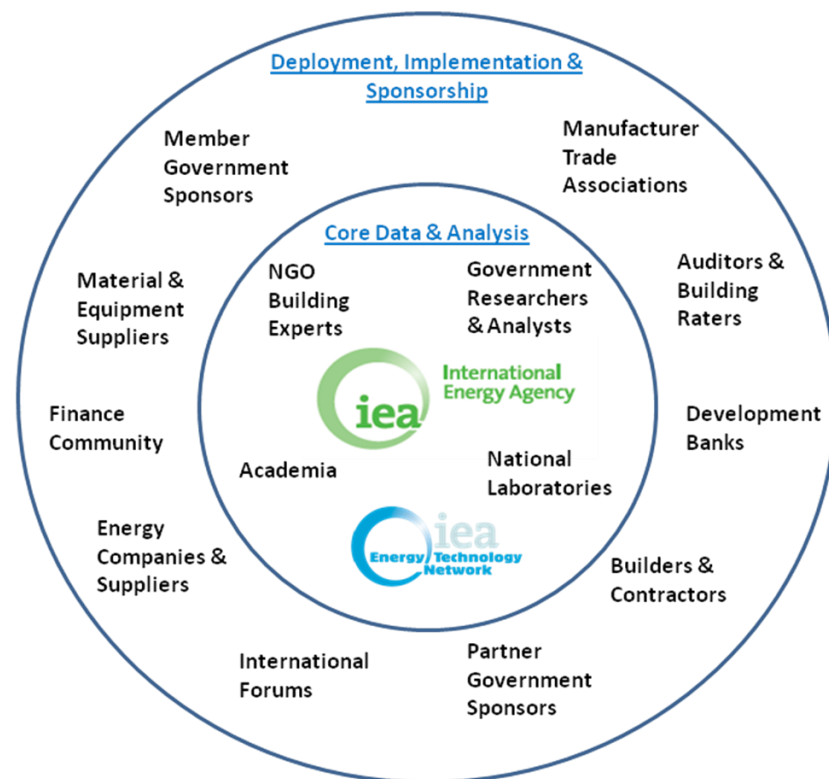 Deployment, Implementation &
Sponsorship
Member
Government
Sponsors
Manufacturer
Trade
Associations
Core Data & Analysis
NGO
Building
Experts
Government
Researchers
& Analysts
Material &
Equipment
Suppliers
Auditors &
Building
Raters
iea
International
Energy Agency
Finance
Community
Development
Banks
Academia
National
Laboratories
iea
Energy Technology
Network
Energy
Companies &
Suppliers
Builders &
Contractors
International
Forums
Partner
Government
Sponsors